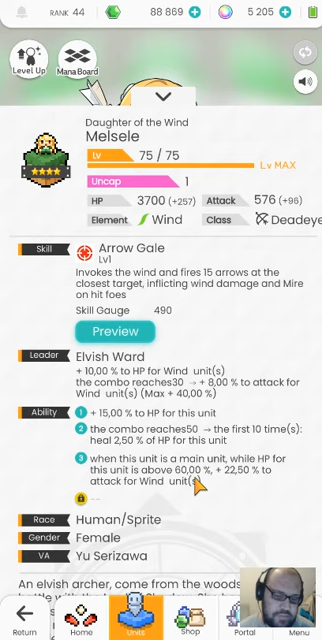 RANK 44
88 869
5 205
Level Up
Mana Board
Daughter of the Wind
Melsele
Lv 75 / 75
Lv MAX
Uncap 1
HP 3700 (+257) Attack 576 (+96)
Element Wind Class Deadeye
Skill Arrow Gale
Lv1
Invokes the wind and fires 15 arrows at the
closest target, inflicting wind damage and Mire
on hit foes
Skill Gauge 490
Preview
Leader Elvish Ward
+ 10,00 % to HP for Wind unit(s)
the combo reaches30 → + 8,00 % to attack for
Wind unit(s) (Max + 40,00 %)
Ability 1 + 15,00 % to HP for this unit
2 the combo reaches50 → the first 10 time(s):
heal 2,50 % of HP for this unit
3 when this unit is a main unit, while HP for
this unit is above 60,00 %, + 22,50 % to
attack for Wind unit(s)
--
Race Human/Sprite
Gender Female
VA Yu Serizawa
An elvish archer, come from the woods
Return
Home
Units
Shop
Portal
Menu